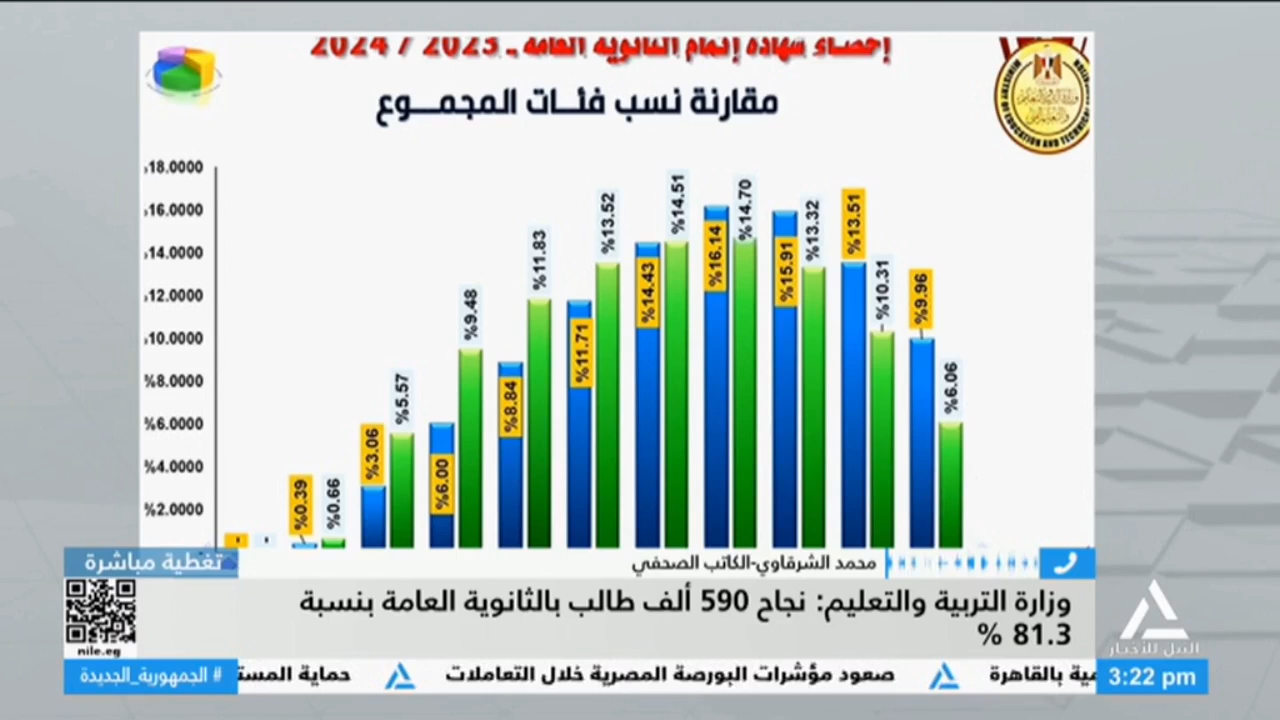 إحصاء شهادة إتمام الثانوية العامة ـ 2023 / 2024
مقارنة نسب فئات المجموع
%18.0000
%16.0000
%14.0000
%12.0000
%10.0000
%8.0000
%6.0000
%4.0000
%2.0000
%0.39
%0.66
%3.06
%5.57
%6.00
%9.48
%8.84
%11.83
%11.71
%13.52
%14.43
%14.51
%16.14
%14.70
%15.91
%13.32
%13.51
%10.31
%9.96
%6.06
تغطية مباشرة
محمد الشرقاوي-الكاتب الصحفي
وزارة التربية والتعليم: نجاح 590 ألف طالب بالثانوية العامة بنسبة
81.3 %
nile.eg
النيل للأخبار
# الجمهورية_الجديدة
بالقاهرة
صعود مؤشرات البورصة المصرية خلال التعاملات
حماية
3:22 pm